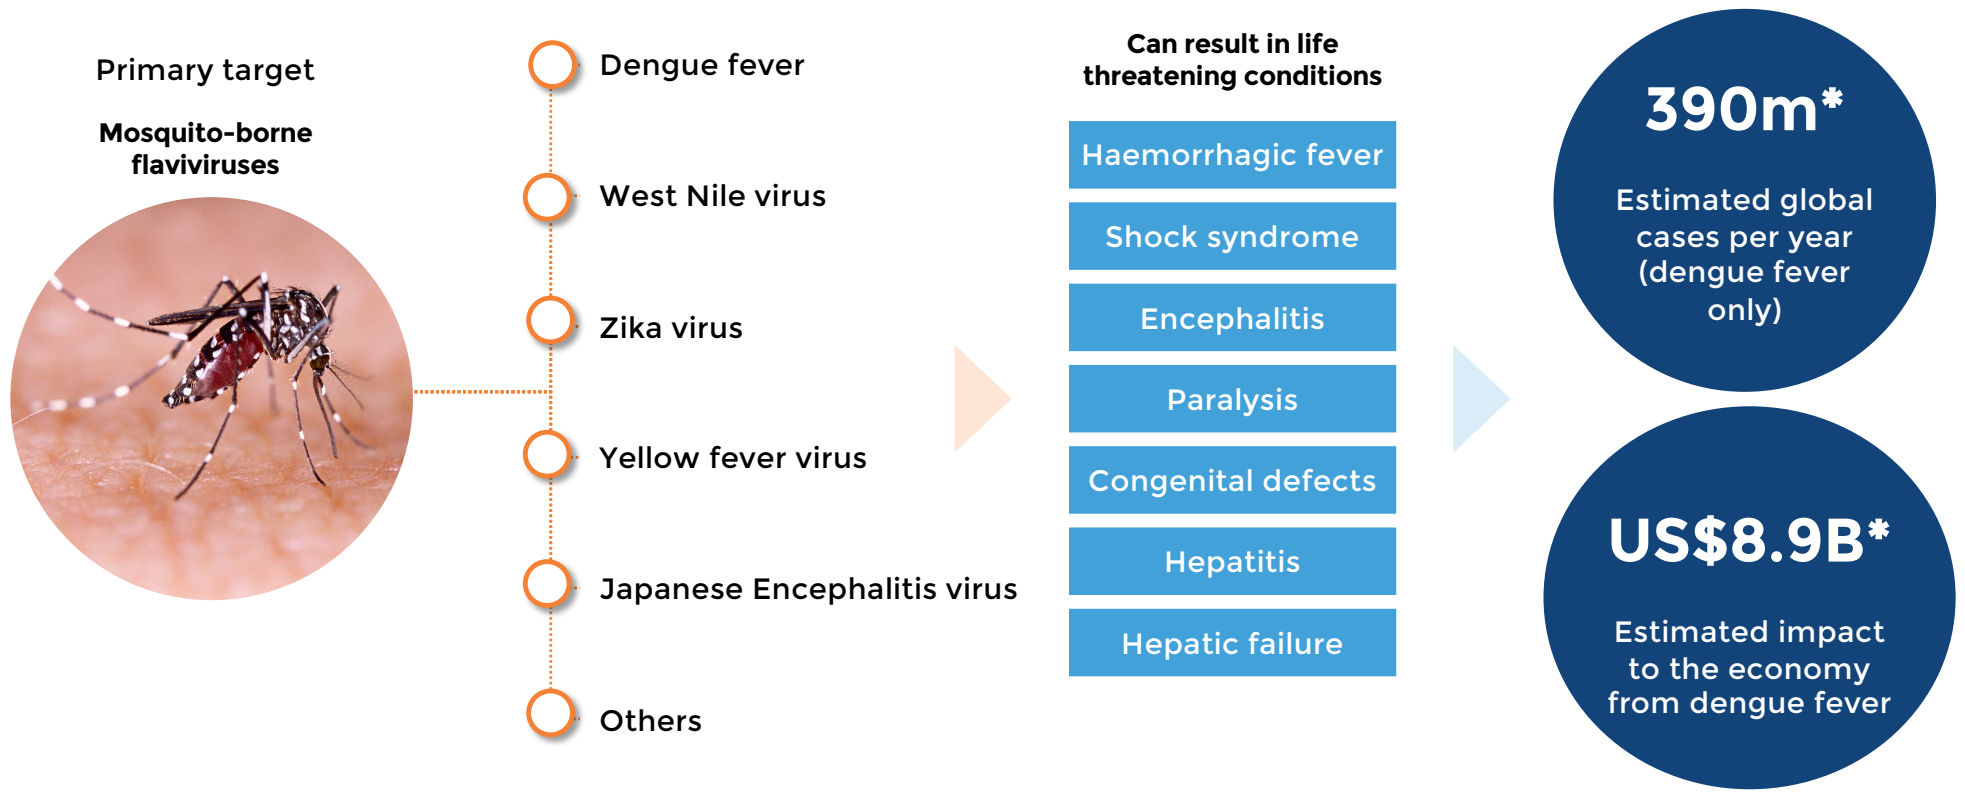 Primary target
Mosquito-borne
flaviviruses
Dengue fever
West Nile virus
Zika virus
Yellow fever virus
Japanese Encephalitis virus
Others
Can result in life
threatening conditions
Haemorrhagic fever
Shock syndrome
Encephalitis
Paralysis
Congenital defects
Hepatitis
Hepatic failure
390m*
Estimated global
cases per year
(dengue fever
only)
US$8.9B*
Estimated impact
to the economy
from dengue fever